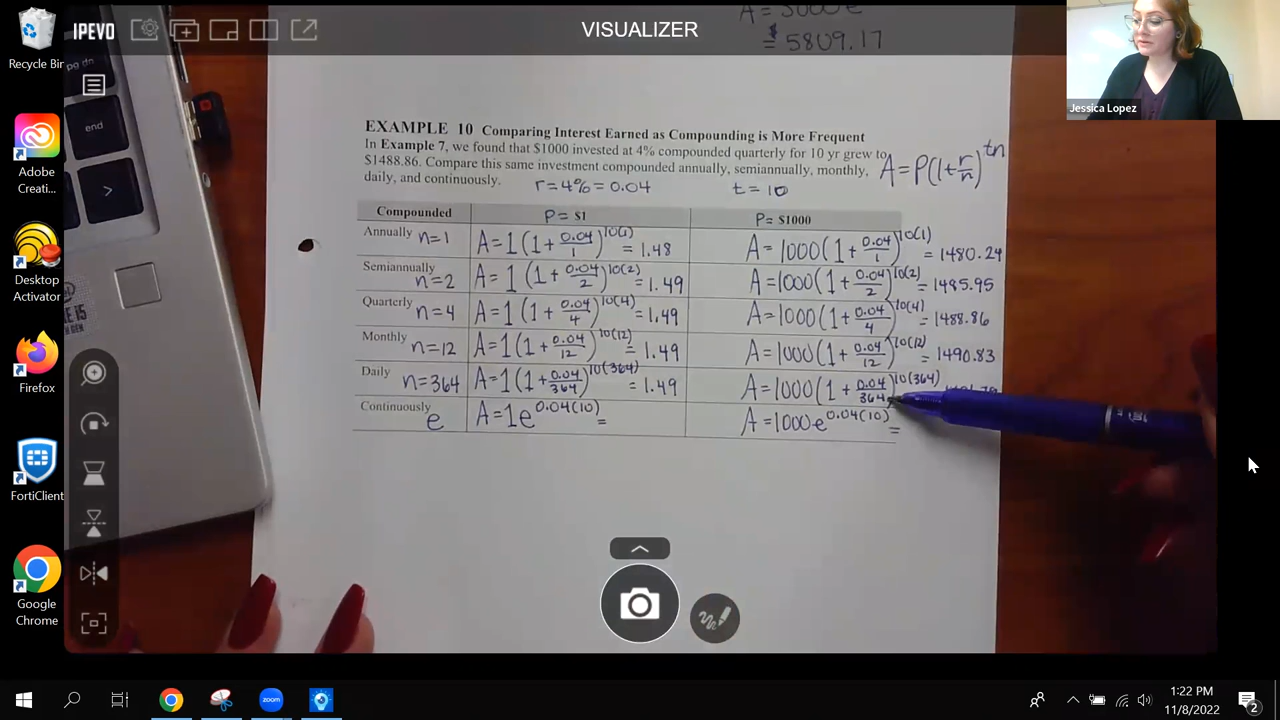 Recycle Bin
IPEVO
VISUALIZER
= $5809.17
Jessica Lopez
pg dn
end
Adobe
Creati...
Desktop
Activator
Firefox
FortiClient
Google
Chrome
EXAMPLE 10 Comparing Interest Earned as Compounding is More Frequent
In Example 7, we found that $1000 invested at 4% compounded quarterly for 10 yr grew to
$1488.86. Compare this same investment compounded annually, semiannually, monthly,
daily, and continuously.
A = P(1+r/n)^tn
r=4%=0.04 t=10
Compounded P= $1 P= $1000
Annually n=1 A=1(1+0.04/1)^10(1) = 1.48 A=1000(1+0.04/1)^10(1) = 1480.24
Semiannually n=2 A=1(1+0.04/2)^10(2) = 1.49 A=1000(1+0.04/2)^10(2) = 1485.95
Quarterly n=4 A=1(1+0.04/4)^10(4) = 1.49 A=1000(1+0.04/4)^10(4) = 1488.86
Monthly n=12 A=1(1+0.04/12)^10(12) = 1.49 A=1000(1+0.04/12)^10(12) = 1490.83
Daily n=364 A=1(1+0.04/364)^10(364) = 1.49 A=1000(1+0.04/364)^10(364)
Continuously e A=1e^0.04(10) = A=1000e^0.04(10) =
zoom
1:22 PM
11/8/2022
2